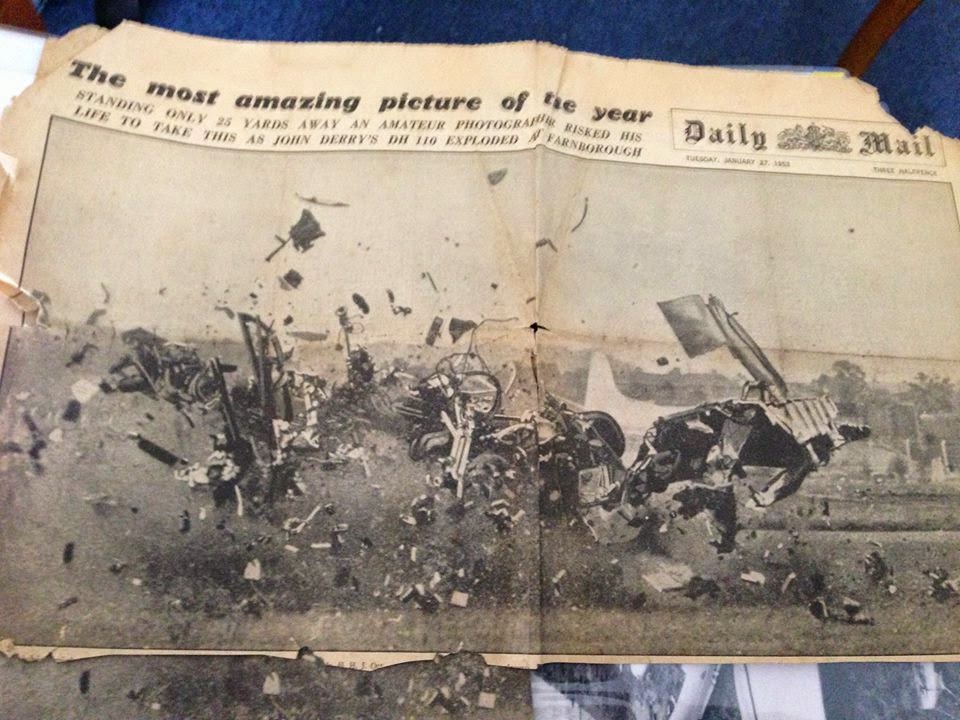 The most amazing picture of the year
STANDING ONLY 25 YARDS AWAY AN AMATEUR PHOTOGRAPHER RISKED HIS
LIFE TO TAKE THIS AS JOHN DERRY'S DH 110 EXPLODED AT FARNBOROUGH
Daily Mail
TUESDAY, JANUARY 27, 1953
THREE HALFPENCE